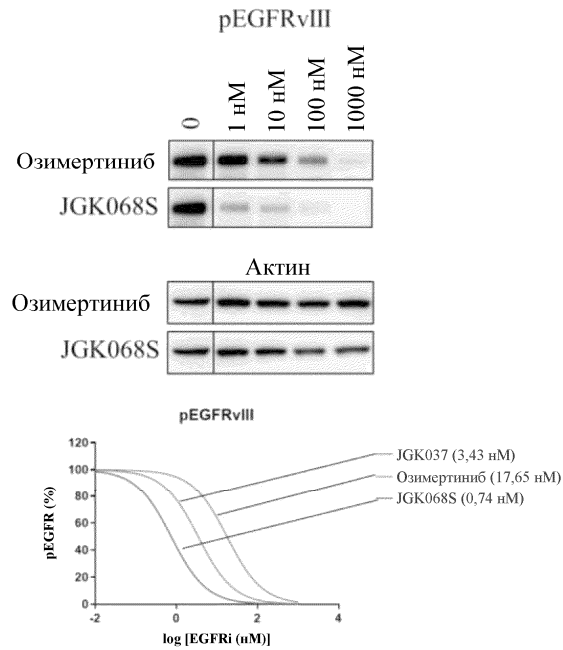 pEGFRvIII
0
1 нМ
10 нМ
100 нМ
1000 нМ
Озимертиниб
JGK068S
Актин
Озимертиниб
JGK068S
pEGFRvIII
120
100
80
60
40
20
0
pEGFR (%)
-2
0
2
4
log [EGFRi (нМ)]
JGK037 (3,43 нМ)
Озимертиниб (17,65 нМ)
JGK068S (0,74 нМ)